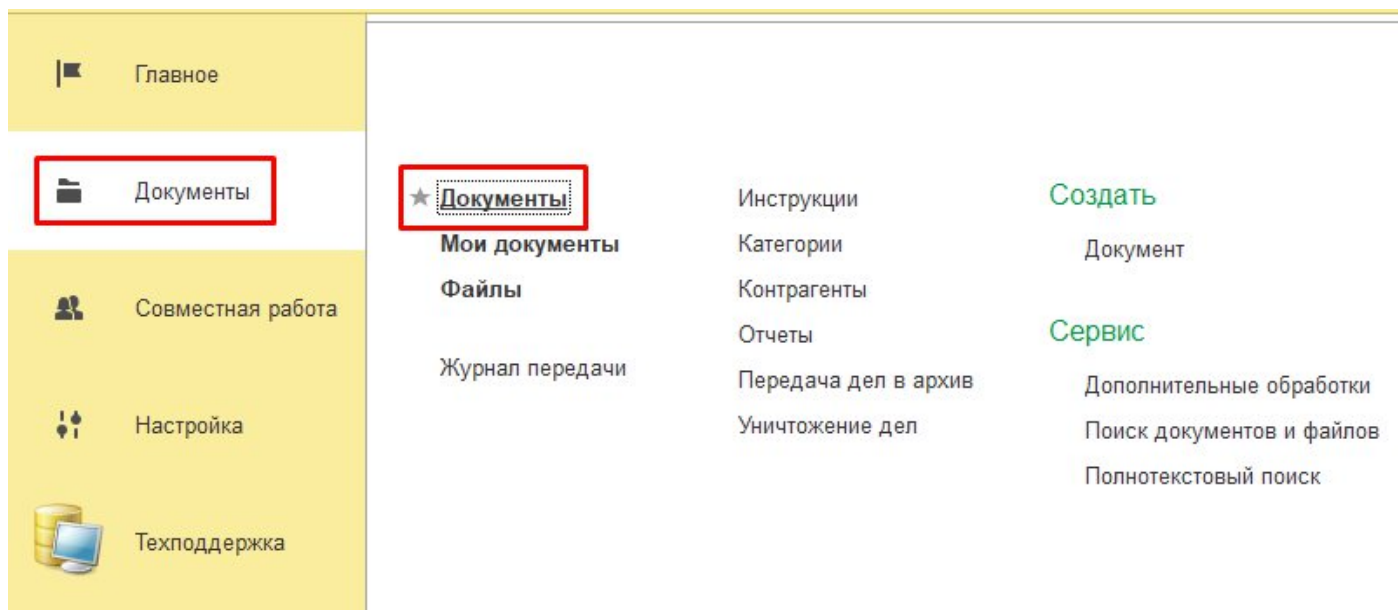 Главное
Документы
Совместная работа
Настройка
Техподдержка
Документы
Мои документы
Файлы
Журнал передачи
Инструкции
Категории
Контрагенты
Отчеты
Передача дел в архив
Уничтожение дел
Создать
Документ
Сервис
Дополнительные обработки
Поиск документов и файлов
Полнотекстовый поиск